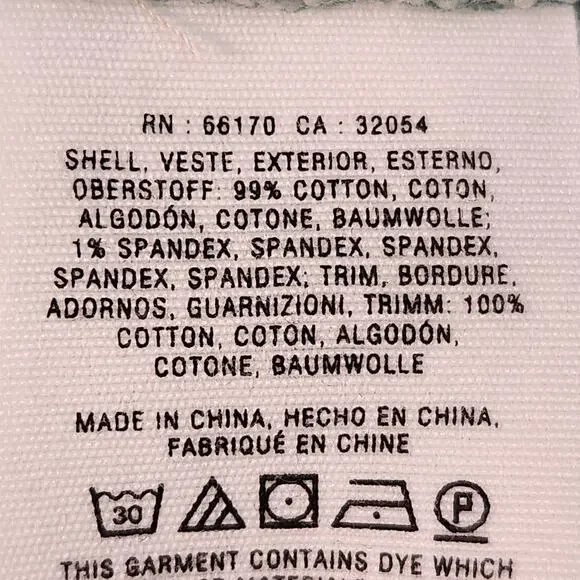 RN : 66170 CA : 32054
SHELL, VESTE, EXTERIOR, ESTERNO,
OBERSTOFF: 99% COTTON, COTON,
ALGODÓN, COTONE, BAUMWOLLE;
1% SPANDEX, SPANDEX, SPANDEX,
SPANDEX, SPANDEX; TRIM, BORDURE,
ADORNOS, GUARNIZIONI, TRIMM: 100%
COTTON, COTON, ALGODÓN,
COTONE, BAUMWOLLE
MADE IN CHINA, HECHO EN CHINA,
FABRIQUÉ EN CHINE
30 P
THIS GARMENT CONTAINS DYE WHICH